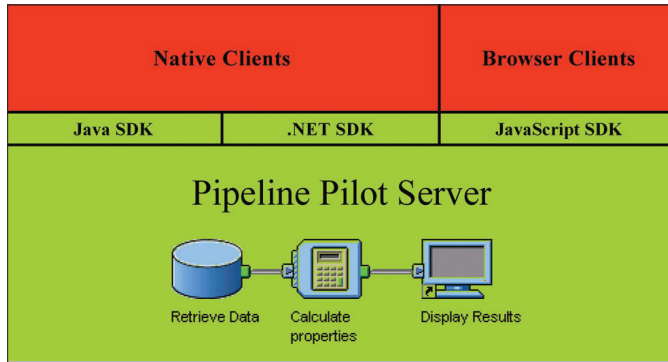 Native Clients
Browser Clients
Java SDK
.NET SDK
JavaScript SDK
Pipeline Pilot Server
Retrieve Data
Calculate
properties
Display Results